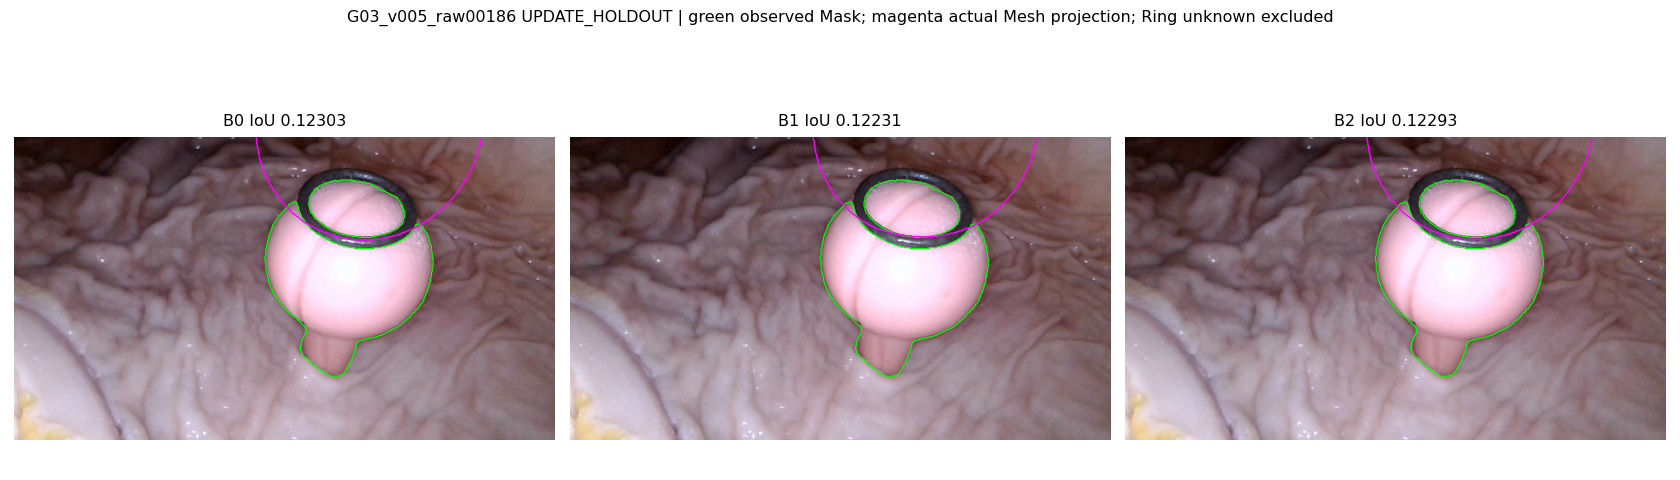 G03_v005_raw00186 UPDATE_HOLDOUT | green observed Mask; magenta actual Mesh projection; Ring unknown excluded
B0 IoU 0.12303
B1 IoU 0.12231
B2 IoU 0.12293